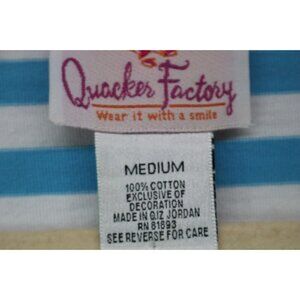 Quacker Factory
Wear it with a smile
MEDIUM
100% COTTON
EXCLUSIVE OF
DECORATION
MADE IN QIZ JORDAN
RN 81693
SEE REVERSE FOR CARE